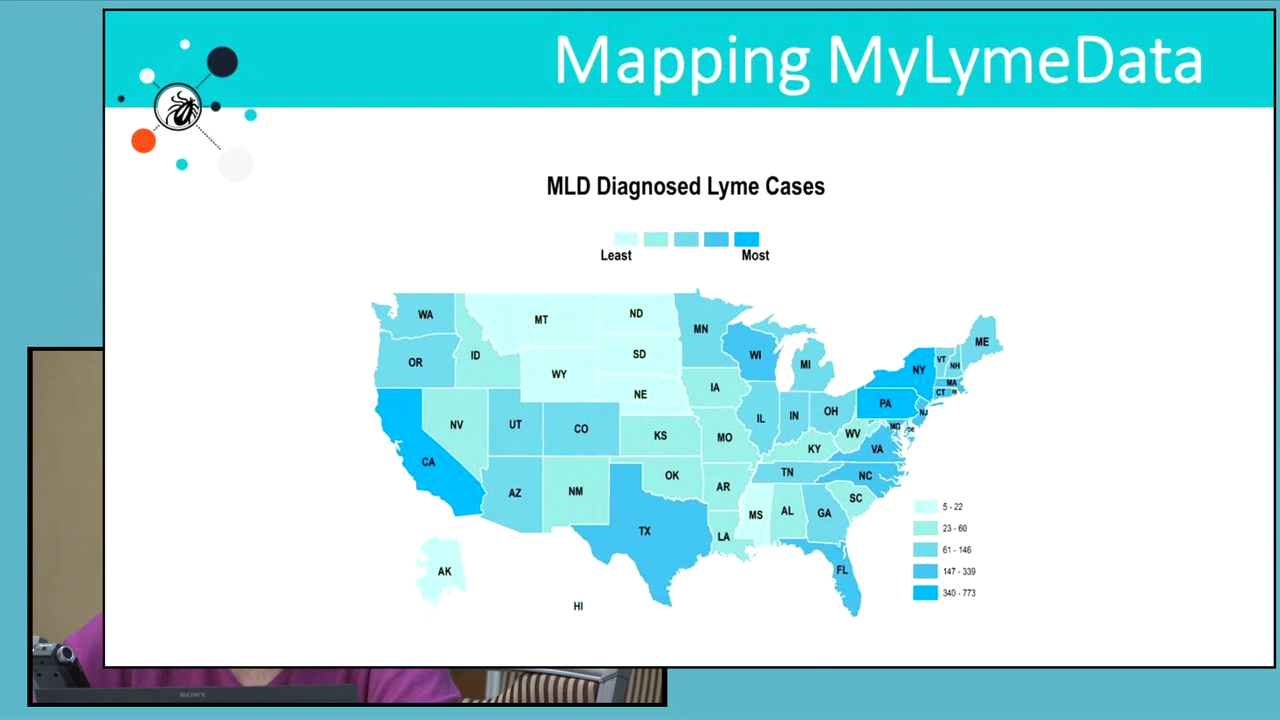 Mapping MyLymeData
MLD Diagnosed Lyme Cases
Least Most
WA
MT
ND
MN
ME
OR
ID
SD
WI
MI
VT
NH
NY
WY
MA
NE
IA
CT
PA
NJ
NV
UT
CO
IL
IN
OH
MD
DE
KS
MO
KY
WV
VA
CA
AZ
NM
OK
AR
TN
NC
SC
MS
AL
GA
TX
LA
FL
AK
HI
5 - 22
23 - 60
61 - 146
147 - 339
340 - 773
SONY